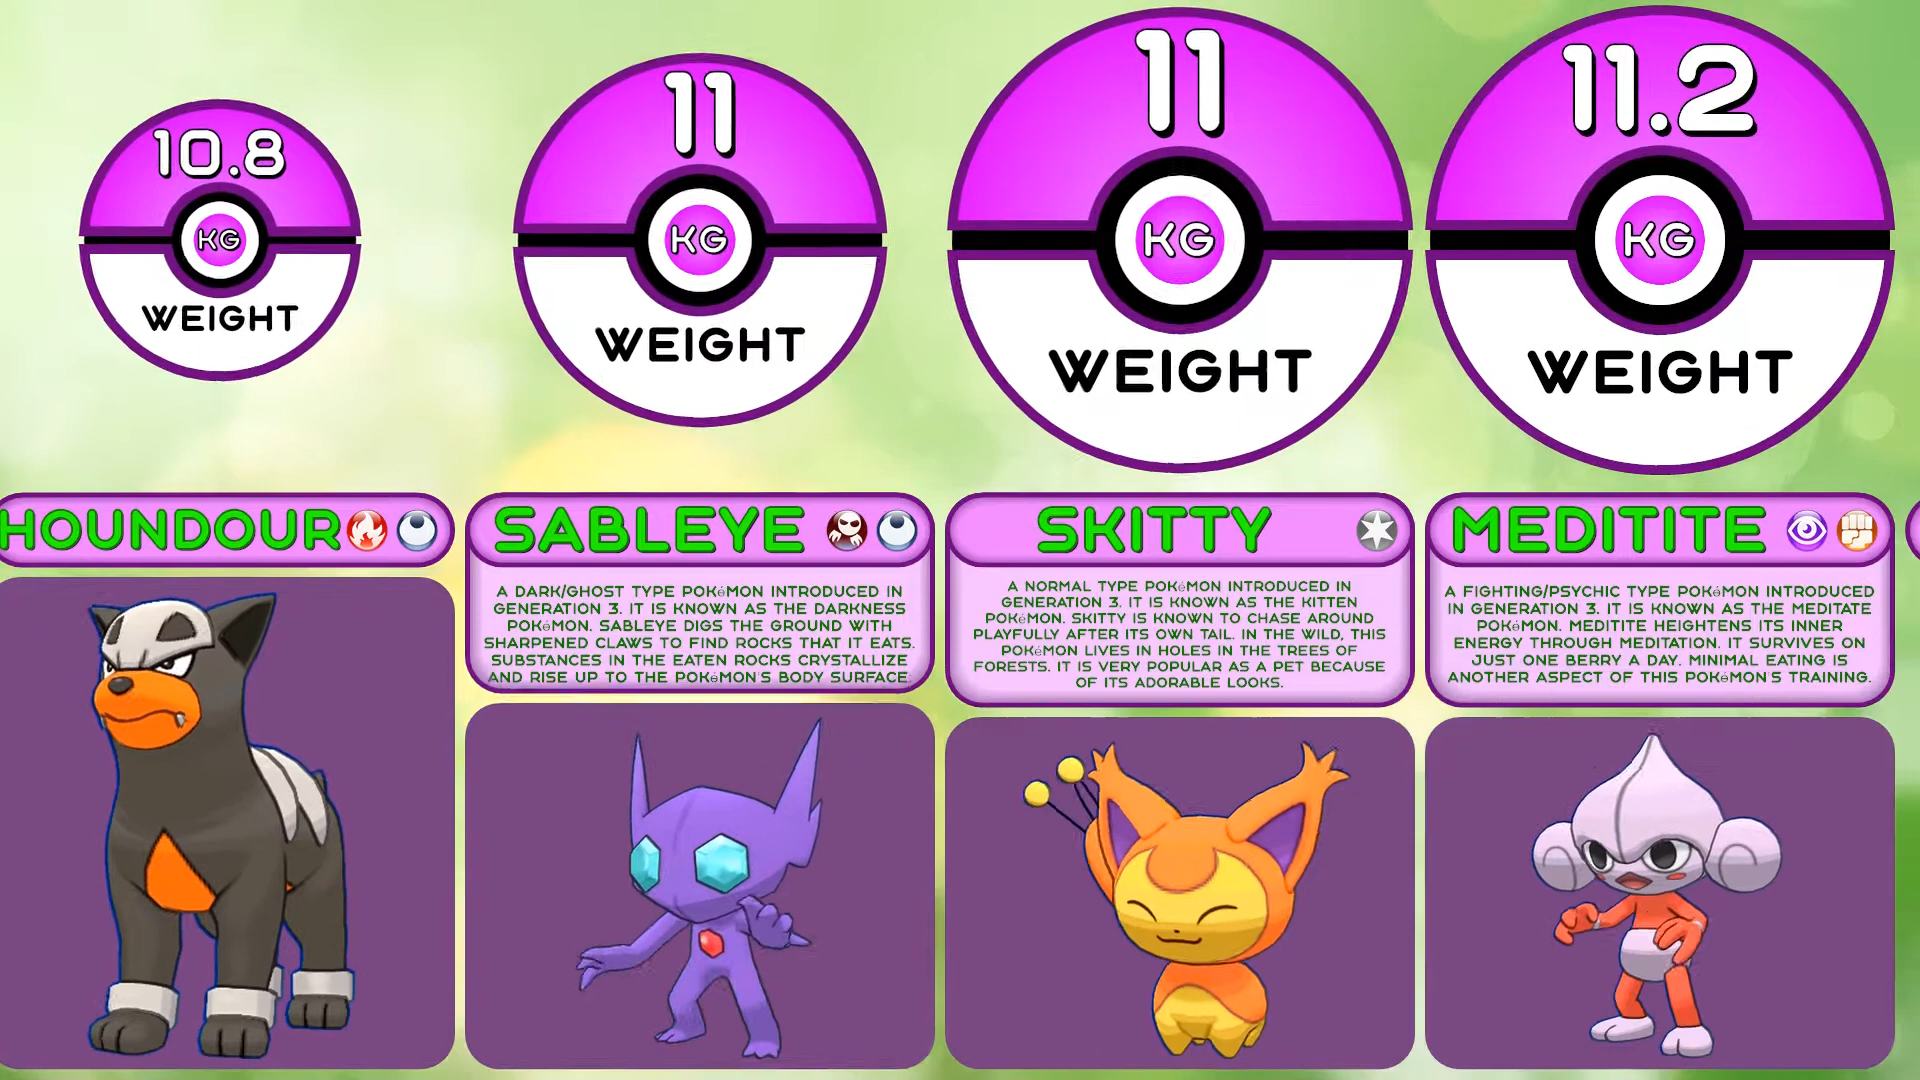 10.8
KG
WEIGHT
11
KG
WEIGHT
11
KG
WEIGHT
11.2
KG
WEIGHT
HOUNDOUR
SABLEYE
A DARK/GHOST TYPE POKéMON INTRODUCED IN
GENERATION 3. IT IS KNOWN AS THE DARKNESS
POKéMON. SABLEYE DIGS THE GROUND WITH
SHARPENED CLAWS TO FIND ROCKS THAT IT EATS.
SUBSTANCES IN THE EATEN ROCKS CRYSTALLIZE
AND RISE UP TO THE POKéMON'S BODY SURFACE.
SKITTY
A NORMAL TYPE POKéMON INTRODUCED IN
GENERATION 3. IT IS KNOWN AS THE KITTEN
POKéMON. SKITTY IS KNOWN TO CHASE AROUND
PLAYFULLY AFTER ITS OWN TAIL. IN THE WILD, THIS
POKéMON LIVES IN HOLES IN THE TREES OF
FORESTS. IT IS VERY POPULAR AS A PET BECAUSE
OF ITS ADORABLE LOOKS.
MEDITITE
A FIGHTING/PSYCHIC TYPE POKéMON INTRODUCED
IN GENERATION 3. IT IS KNOWN AS THE MEDITATE
POKéMON. MEDITITE HEIGHTENS ITS INNER
ENERGY THROUGH MEDITATION. IT SURVIVES ON
JUST ONE BERRY A DAY. MINIMAL EATING IS
ANOTHER ASPECT OF THIS POKéMON'S TRAINING.